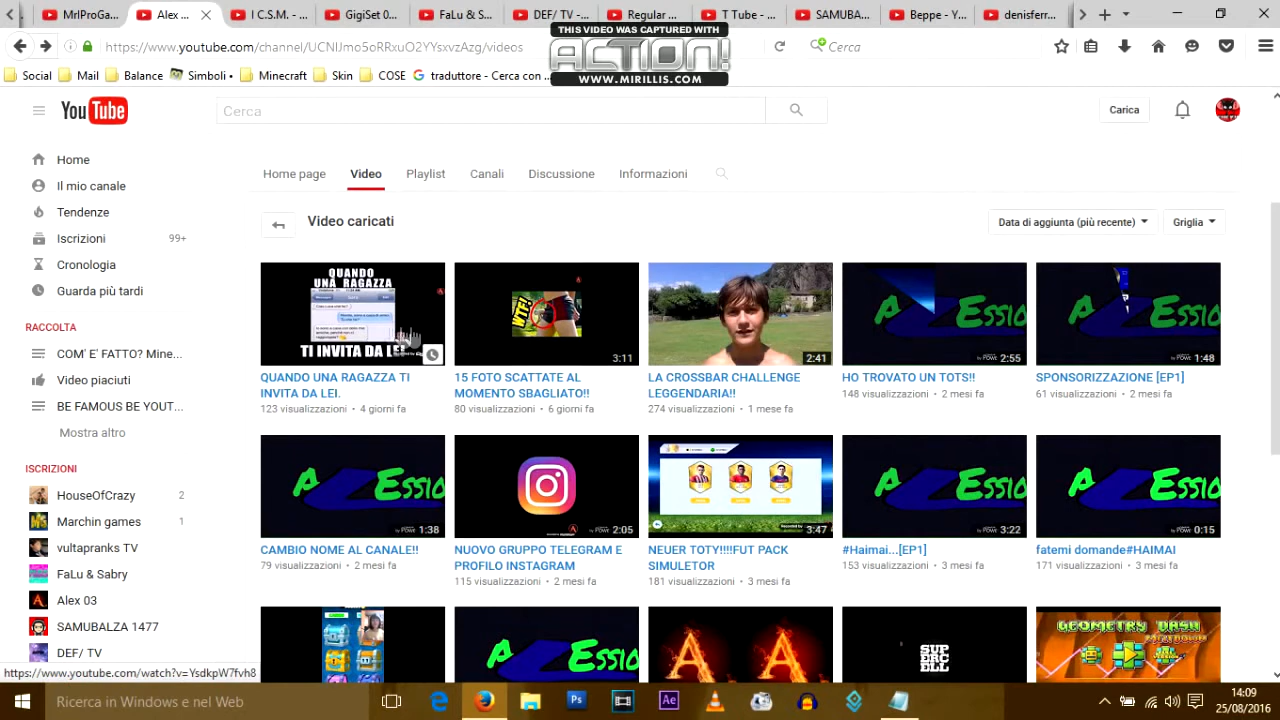 MrProGa...
Alex ...
I C.S.M. - ...
GigiSet 0...
FaLu & S...
DEF/ TV -...
T Tube - ...
SAMUBA...
Beppe - Y...
denisferr...
THIS VIDEO WAS CAPTURED WITH
ACTION!
WWW.MIRILLIS.COM
https://www.youtube.com/channel/UCNIJmo5oRRxuO2YYsxvzAzg/videos
Cerca
Social
Mail
Balance
Simboli •
Minecraft
Skin
COSE
traduttore - Cerca con ...
YouTube
Cerca
Carica
Home
Il mio canale
Tendenze
Iscrizioni 99+
Cronologia
Guarda più tardi
RACCOLTA
COM' E' FATTO? Mine...
Video piaciuti
BE FAMOUS BE YOUT...
Mostra altro
ISCRIZIONI
HouseOfCrazy 2
Marchin games 1
vultapranks TV
FaLu & Sabry
Alex 03
SAMUBALZA 1477
DEF/ TV
https://www.youtube.com/watch?v=YsdkpW7fvh8
Home page Video Playlist Canali Discussione Informazioni
Video caricati
Data di aggiunta (più recente)
Griglia
QUANDO
UNA RAGAZZA
TI INVITA DA LEI
QUANDO UNA RAGAZZA TI
INVITA DA LEI.
123 visualizzazioni • 4 giorni fa
WTF!
3:11
15 FOTO SCATTATE AL
MOMENTO SBAGLIATO!!
80 visualizzazioni • 6 giorni fa
2:41
LA CROSSBAR CHALLENGE
LEGGENDARIA!!
274 visualizzazioni • 1 mese fa
2:55
HO TROVATO UN TOTS!!
148 visualizzazioni • 2 mesi fa
1:48
SPONSORIZZAZIONE [EP1]
61 visualizzazioni • 2 mesi fa
1:38
CAMBIO NOME AL CANALE!!
79 visualizzazioni • 2 mesi fa
2:05
NUOVO GRUPPO TELEGRAM E
PROFILO INSTAGRAM
115 visualizzazioni • 2 mesi fa
3:47
NEUER TOTY!!!!FUT PACK
SIMULETOR
181 visualizzazioni • 3 mesi fa
3:22
#Haimai...[EP1]
153 visualizzazioni • 3 mesi fa
0:15
fatemi domande#HAIMAI
171 visualizzazioni • 3 mesi fa
A A
SUP
ERC
ELL
GEOMETRY DASH
MELTDOWN
Ricerca in Windows e nel Web
14:09
25/08/2016